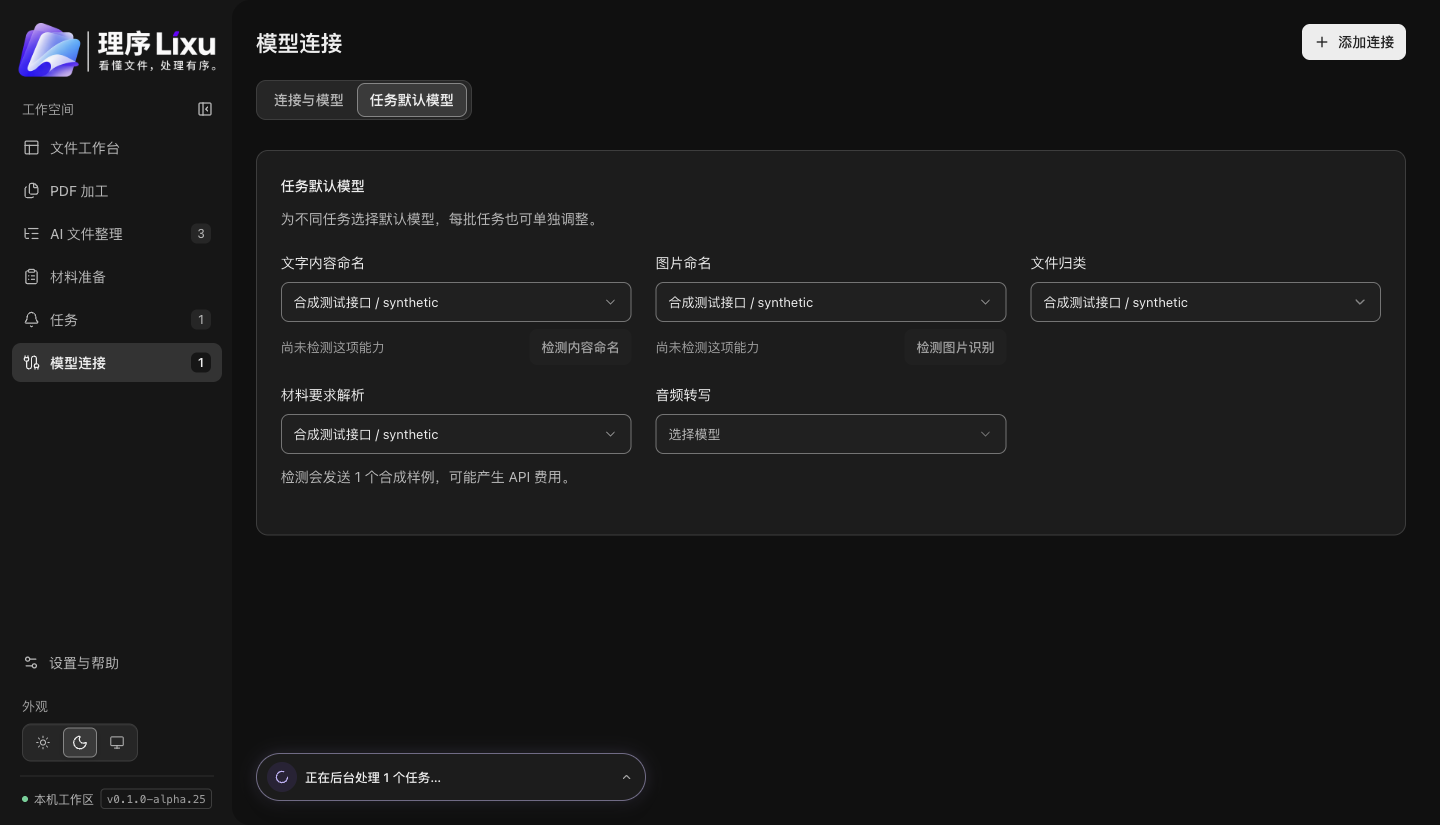 理序 Lixu
看懂文件，处理有序。
工作空间
文件工作台
PDF 加工
AI 文件整理 3
材料准备
任务 1
模型连接 1
设置与帮助
外观
本机工作区 v0.1.0-alpha.25
模型连接
添加连接
连接与模型 任务默认模型
任务默认模型
为不同任务选择默认模型，每批任务也可单独调整。
文字内容命名 图片命名 文件归类
合成测试接口 / synthetic 合成测试接口 / synthetic 合成测试接口 / synthetic
尚未检测这项能力 检测内容命名 尚未检测这项能力 检测图片识别
材料要求解析 音频转写
合成测试接口 / synthetic 选择模型
检测会发送 1 个合成样例，可能产生 API 费用。
正在后台处理 1 个任务...